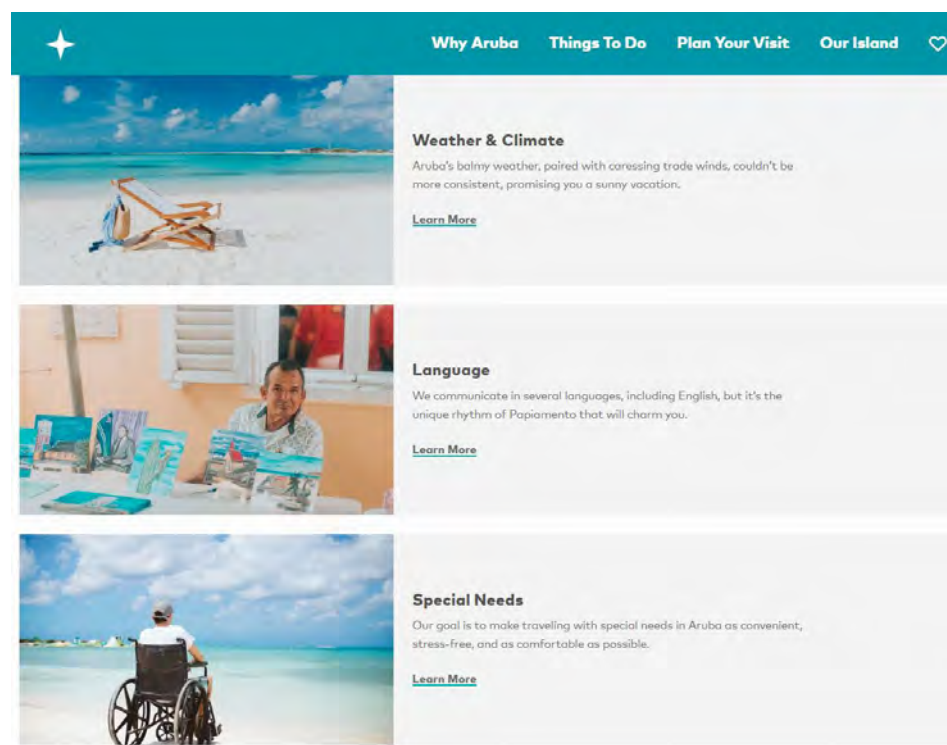 Why Aruba Things To Do Plan Your Visit Our Island
Weather & Climate
Aruba's balmy weather, paired with caressing trade winds, couldn't be
more consistent, promising you a sunny vacation.
Learn More
Language
We communicate in several languages, including English, but it's the
unique rhythm of Papiamento that will charm you.
Learn More
Special Needs
Our goal is to make traveling with special needs in Aruba as convenient,
stress-free, and as comfortable as possible.
Learn More